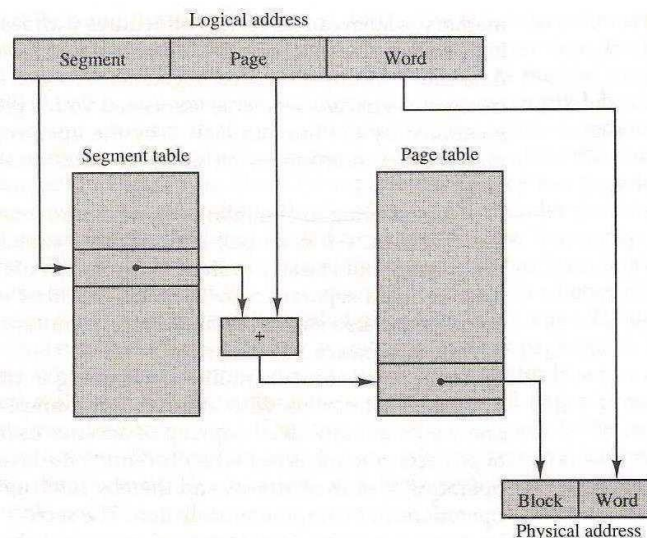 Logical address
Segment Page Word
Segment table
Page table
+
Block Word
Physical address